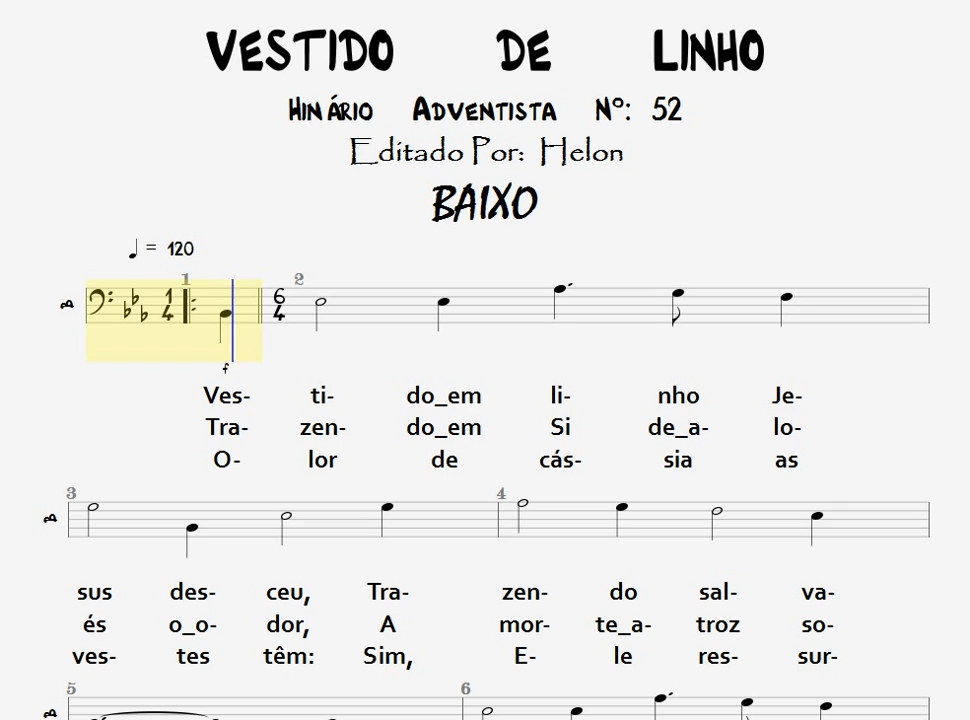 VESTIDO DE LINHO
HINÁRIO ADVENTISTA Nº: 52
Editado Por: Helon
BAIXO
= 120
1 2
B
1 4 6 4
f
Ves- ti- do_em li- nho Je-
Tra- zen- do_em Si de_a- lo-
O- lor de cás- sia as
3 4
B
sus des- ceu, Tra- zen- do sal- va-
és o_o- dor, A mor- te_a- troz so-
ves- tes têm: Sim, E- le res- sur-
5 6
B